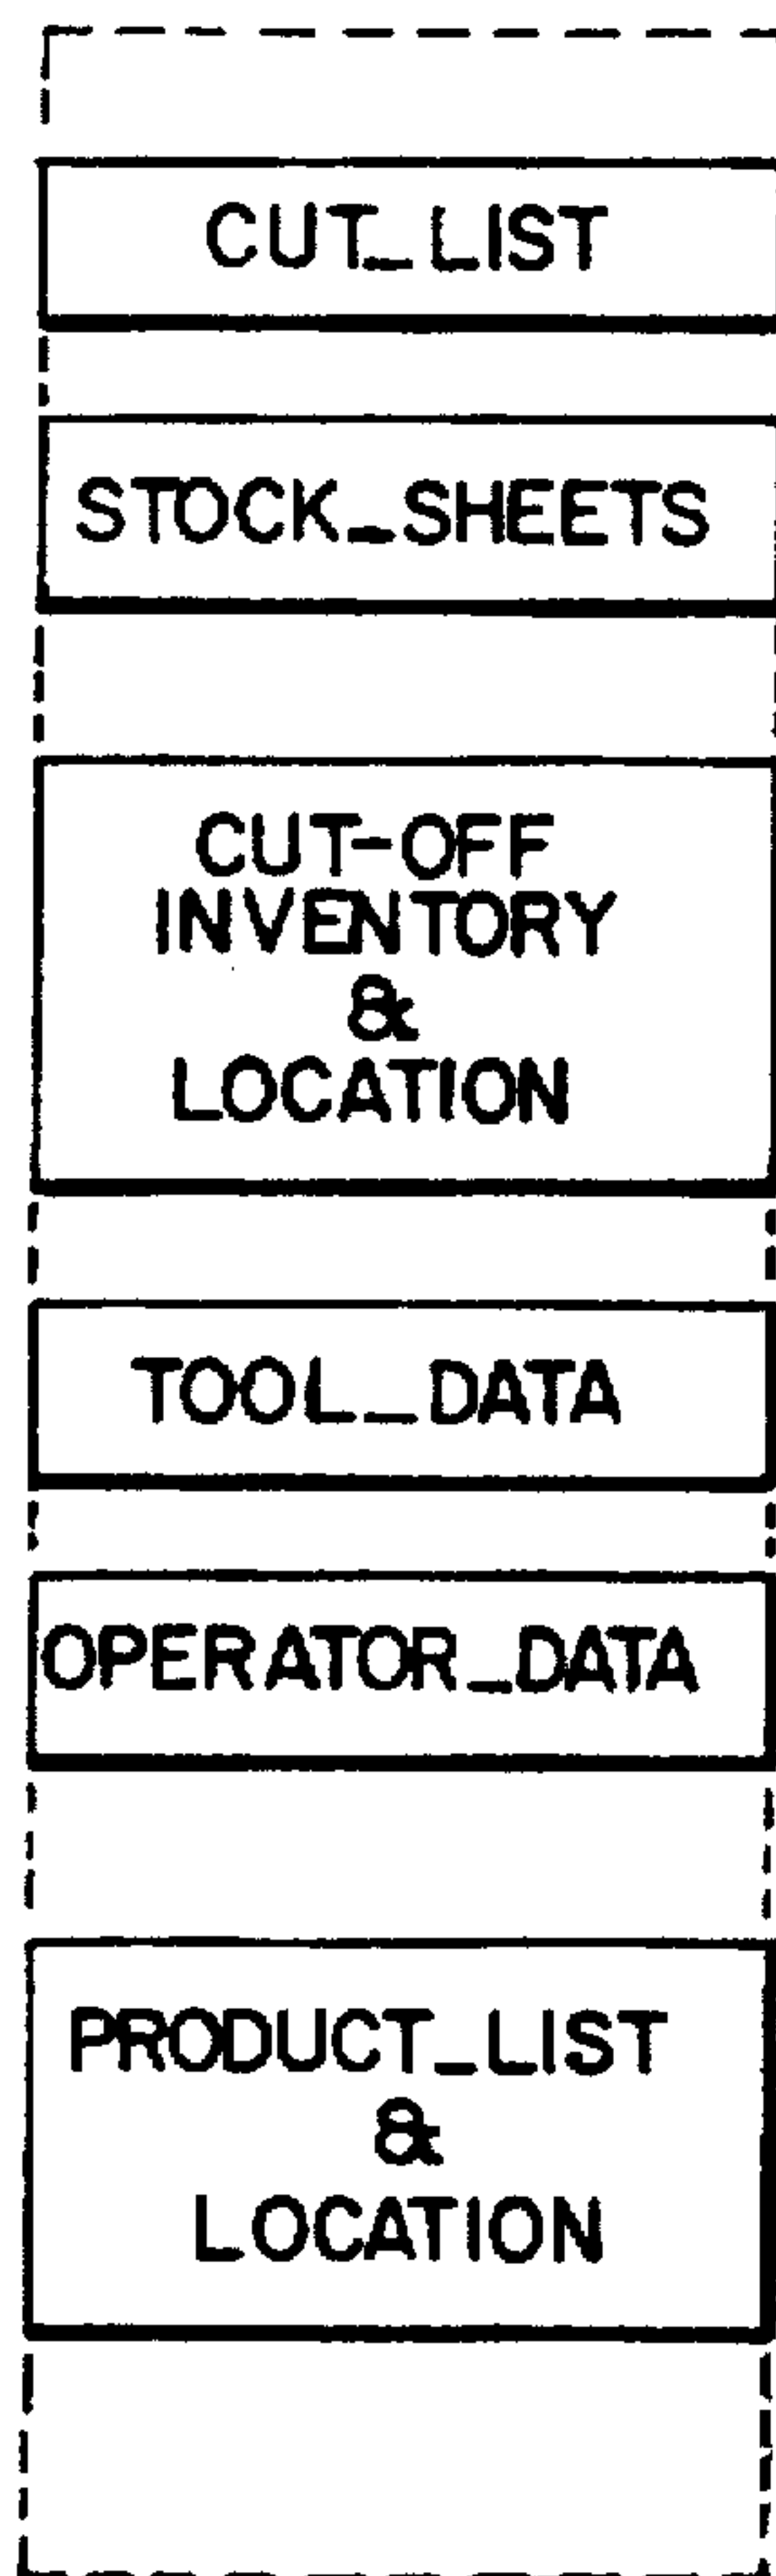 CUT_LIST
STOCK_SHEETS
CUT-OFF
INVENTORY
&
LOCATION
TOOL_DATA
OPERATOR_DATA
PRODUCT_LIST
&
LOCATION